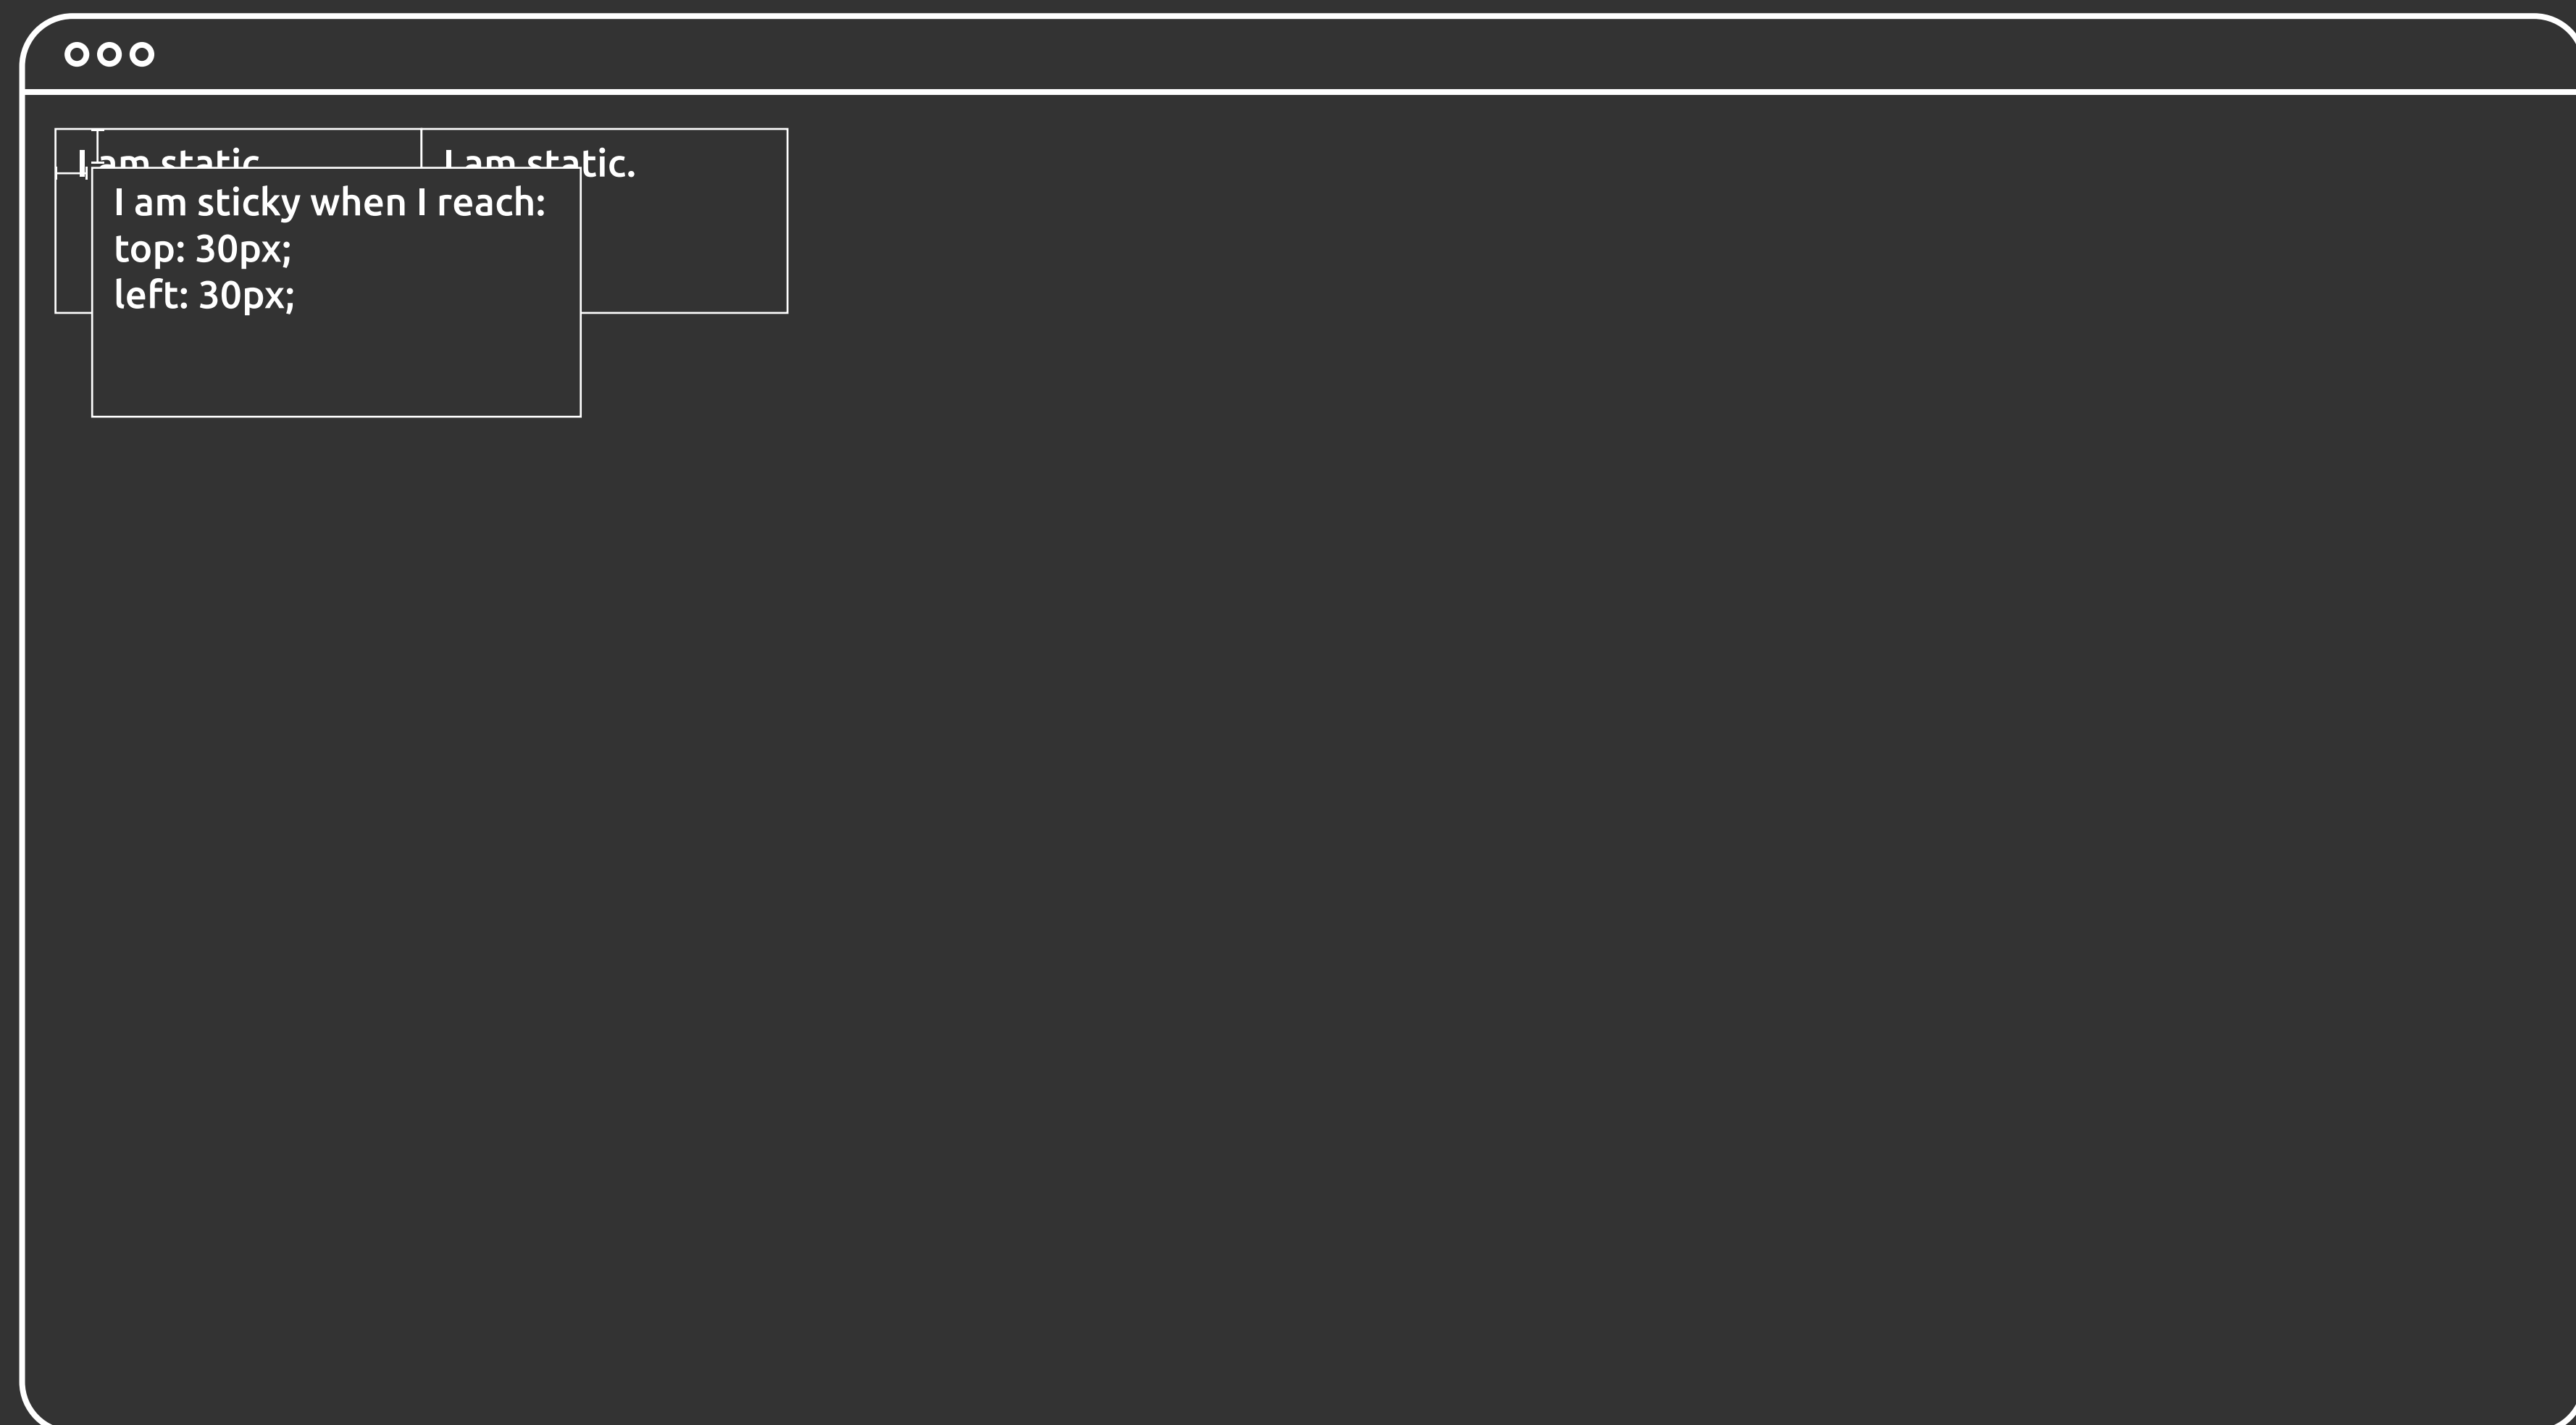 I am static.
I am static.
I am sticky when I reach:
top: 30px;
left: 30px;